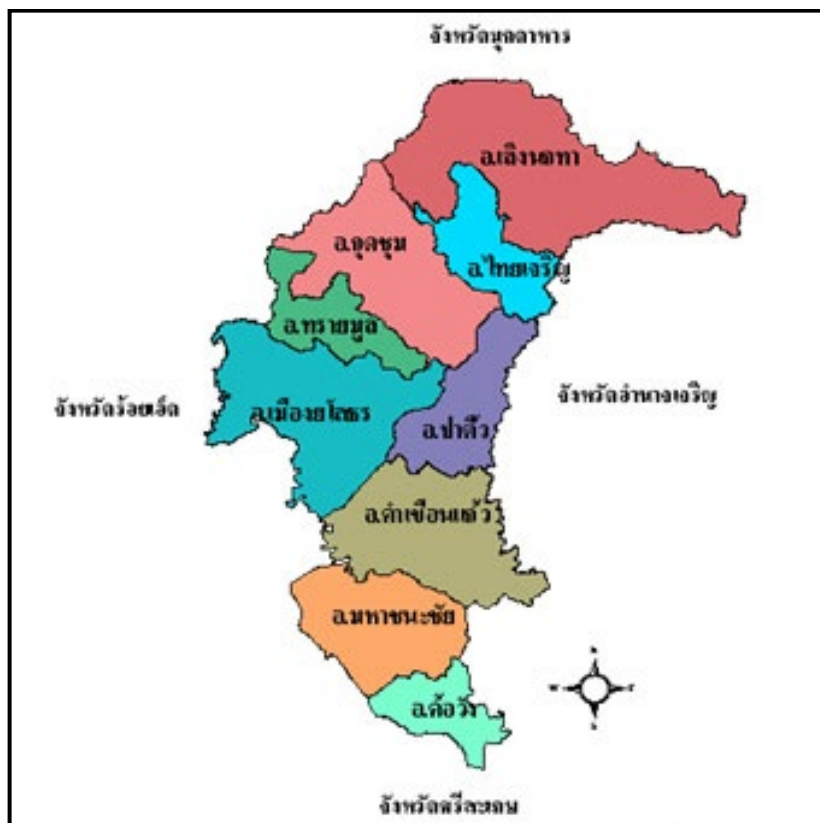 จังหวัดมุกดาหาร
อ.เลิงนกทา
อ.กุดชุม
อ.ไทยเจริญ
อ.ทรายมูล
จังหวัดร้อยเอ็ด
อ.เมืองยโสธร
อ.ป่าติ้ว
จังหวัดอำนาจเจริญ
อ.คำเขื่อนแก้ว
อ.มหาชนะชัย
อ.ค้อวัง
จังหวัดศรีสะเกษ